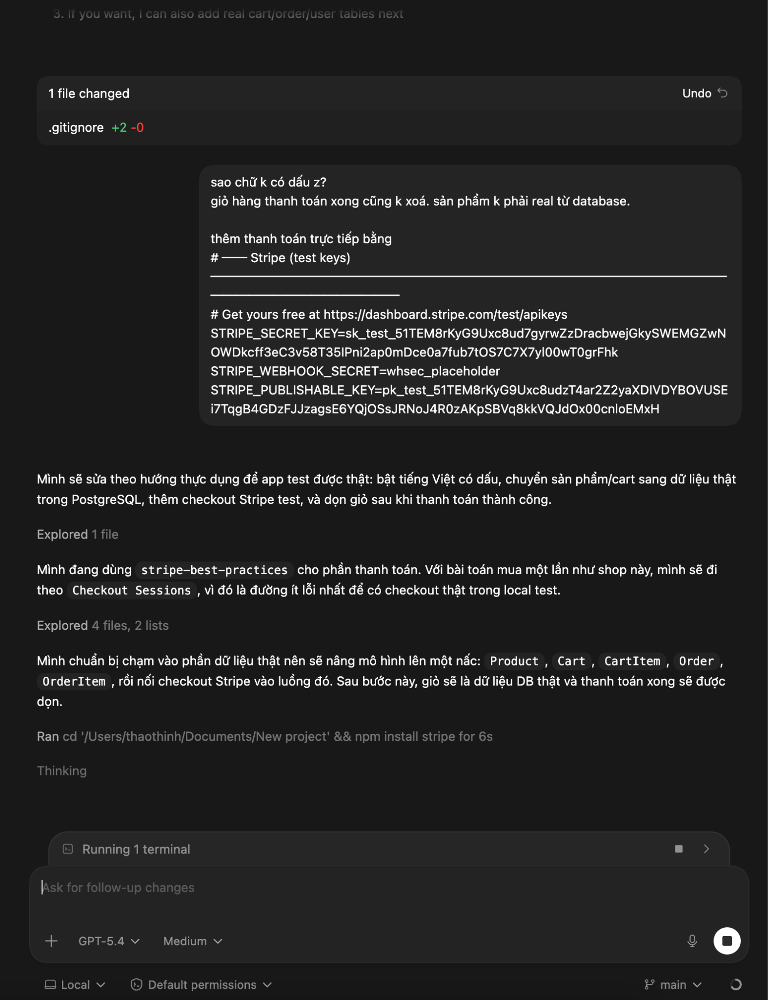 3. If you want, I can also add real cart/order/user tables next
1 file changed
Undo
.gitignore +2 -0
sao chữ k có dấu z?
giỏ hàng thanh toán xong cũng k xoá. sản phẩm k phải real từ database.
thêm thanh toán trực tiếp bằng
# —— Stripe (test keys)
# Get yours free at https://dashboard.stripe.com/test/apikeys
STRIPE_SECRET_KEY=sk_test_51TEM8rKyG9Uxc8ud7gyrwZzDracbwejGkySWEMGZwN
OWDkcff3eC3v58T35IPni2ap0mDce0a7fub7tOS7C7X7yl00wT0grFhk
STRIPE_WEBHOOK_SECRET=whsec_placeholder
STRIPE_PUBLISHABLE_KEY=pk_test_51TEM8rKyG9Uxc8udzT4ar2Z2yaXDIVDYBOVUSE
i7TqgB4GDzFJJzagsE6YQjOSsJRNoJ4R0zAKpSBVq8kkVQJdOx00cnloEMxH
Mình sẽ sửa theo hướng thực dụng để app test được thật: bật tiếng Việt có dấu, chuyển sản phẩm/cart sang dữ liệu thật
trong PostgreSQL, thêm checkout Stripe test, và dọn giỏ sau khi thanh toán thành công.
Explored 1 file
Mình đang dùng stripe-best-practices cho phần thanh toán. Với bài toán mua một lần như shop này, mình sẽ đi
theo Checkout Sessions, vì đó là đường ít lỗi nhất để có checkout thật trong local test.
Explored 4 files, 2 lists
Mình chuẩn bị chạm vào phần dữ liệu thật nên sẽ nâng mô hình lên một nấc: Product, Cart, CartItem, Order,
OrderItem, rồi nối checkout Stripe vào luồng đó. Sau bước này, giỏ sẽ là dữ liệu DB thật và thanh toán xong sẽ được
dọn.
Ran cd '/Users/thaothinh/Documents/New project' && npm install stripe for 6s
Thinking
Running 1 terminal
Ask for follow-up changes
GPT-5.4 Medium
Local Default permissions main